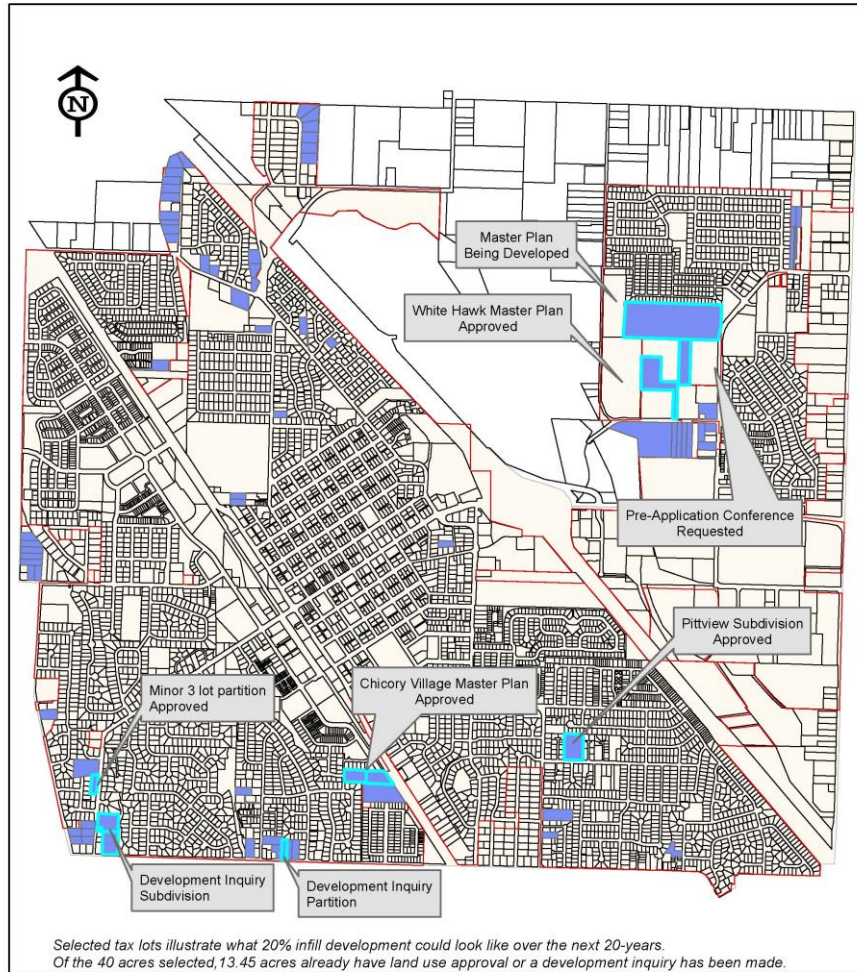 N
Master Plan
Being Developed
White Hawk Master Plan
Approved
Pre-Application Conference
Requested
Pittview Subdivision
Approved
Minor 3 lot partition
Approved
Chicory Village Master Plan
Approved
Development Inquiry
Subdivision
Development Inquiry
Partition
Selected tax lots illustrate what 20% infill development could look like over the next 20-years.
Of the 40 acres selected,13.45 acres already have land use approval or a development inquiry has been made.